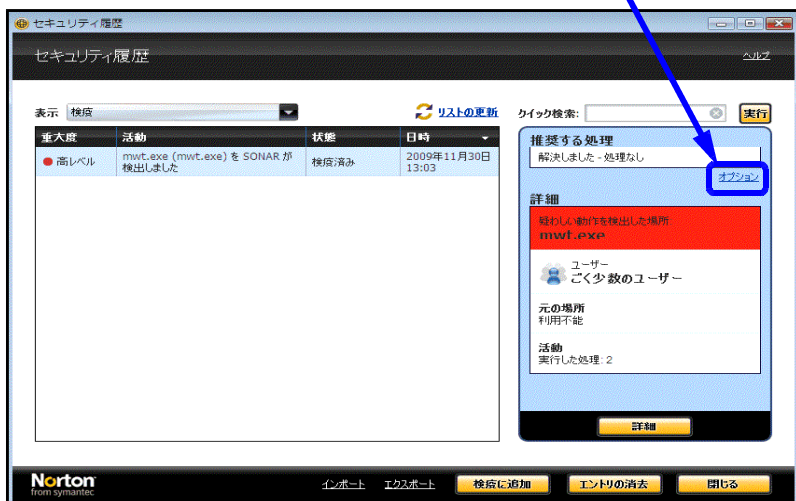 セキュリティ履歴
セキュリティ履歴
ヘルプ
表示 検疫
リストの更新
クイック検索:
実行
重大度 活動 状態 日時
高レベル mwt.exe (mwt.exe) を SONAR が
検出しました
検疫済み
2009年11月30日
13:03
推奨する処理
解決しました - 処理なし
オプション
詳細
疑わしい動作を検出した場所:
mwt.exe
ユーザー
ごく少数のユーザー
元の場所
利用不能
活動
実行した処理: 2
詳細
Norton
from symantec
インポート エクスポート 検疫に追加 エントリの消去 閉じる